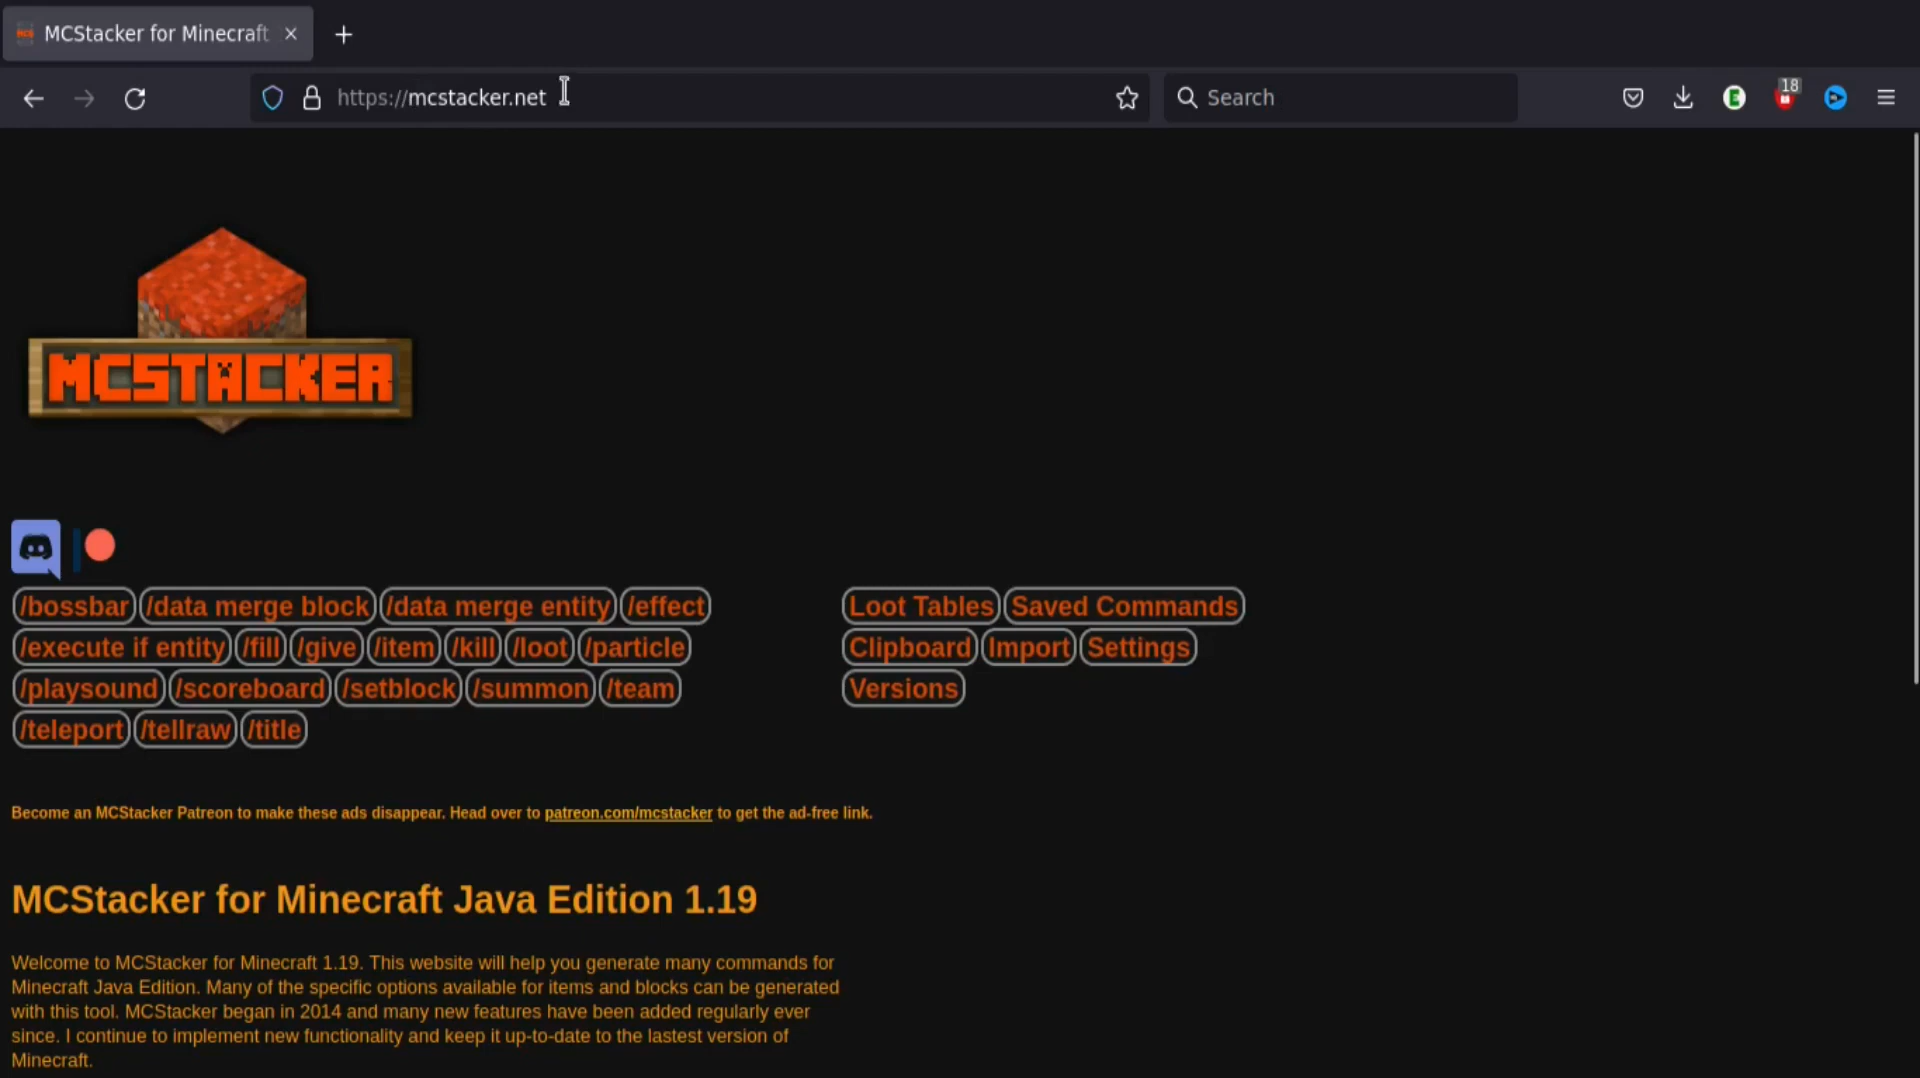 MCStacker for Minecraft
https://mcstacker.net
Search
18
MCSTACKER
/bossbar /data merge block /data merge entity /effect
/execute if entity /fill /give /item /kill /loot /particle
/playsound /scoreboard /setblock /summon /team
/teleport /tellraw /title
Loot Tables Saved Commands
Clipboard Import Settings
Versions
Become an MCStacker Patreon to make these ads disappear. Head over to patreon.com/mcstacker to get the ad-free link.
MCStacker for Minecraft Java Edition 1.19
Welcome to MCStacker for Minecraft 1.19. This website will help you generate many commands for
Minecraft Java Edition. Many of the specific options available for items and blocks can be generated
with this tool. MCStacker began in 2014 and many new features have been added regularly ever
since. I continue to implement new functionality and keep it up-to-date to the lastest version of
Minecraft.